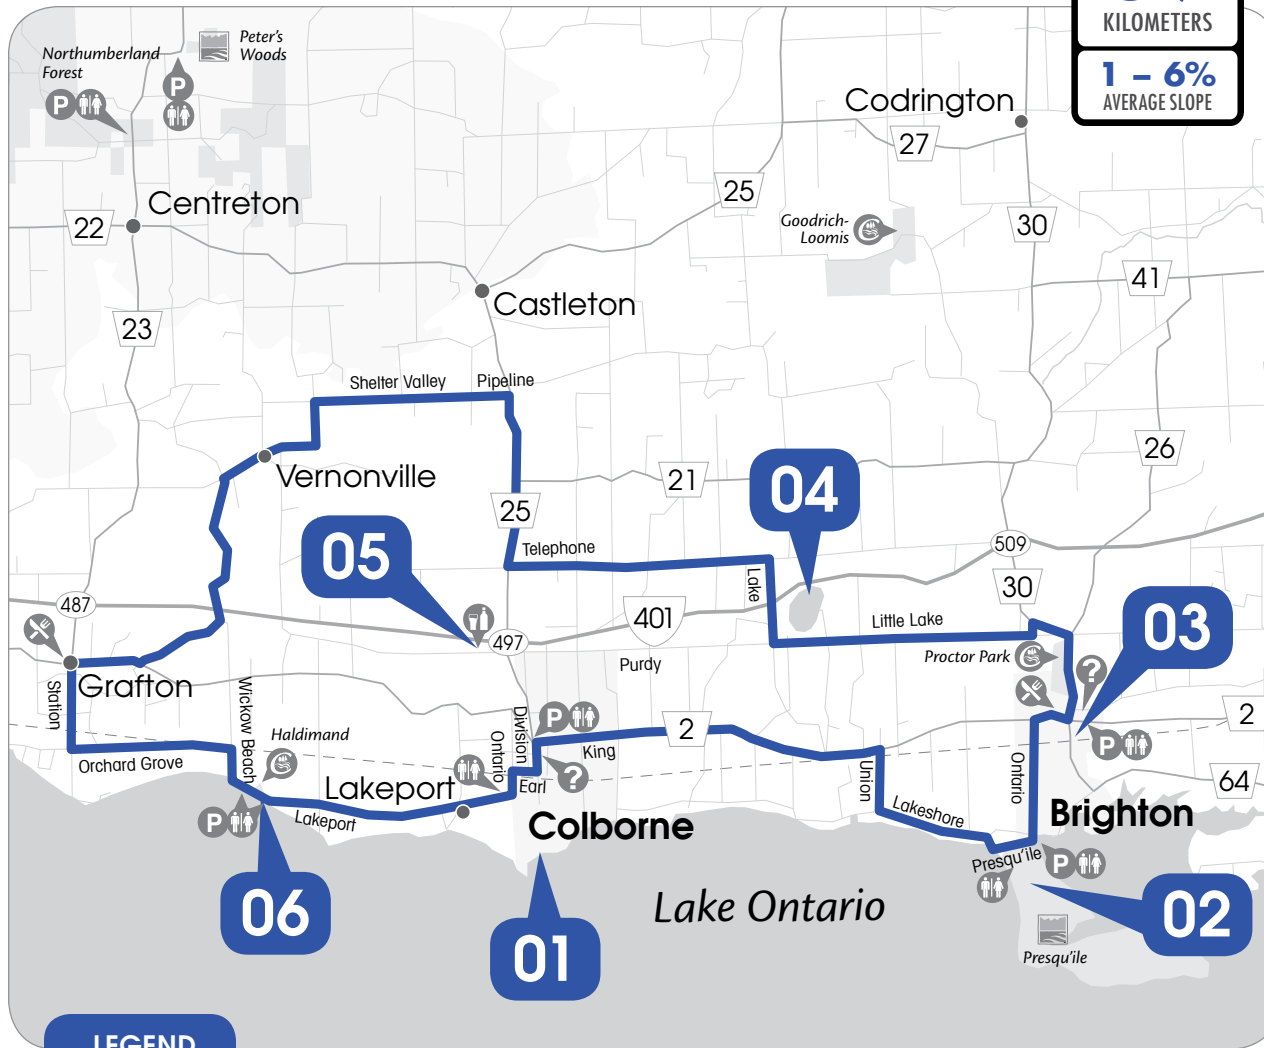 KILOMETERS
1 – 6%
AVERAGE SLOPE
Northumberland
Forest
Peter's
Woods
P
P
Codrington
27
25
22
Centreton
Goodrich-
Loomis
30
41
23
Castleton
Shelter Valley
Pipeline
26
Vernonville
21
04
25
05
Telephone
509
Lake
30
487
401
Little Lake
03
497
Proctor Park
Purdy
?
Grafton
Station
Wickow Beach
Division
P
2
2
Haldimand
Ontario
King
P
Orchard Grove
Union
Ontario
64
Lakeport
Earl
?
Lakeshore
Brighton
P
Lakeport
Colborne
Presqu'ile
P
06
Lake Ontario
02
01
Presqu'ile
LEGEND